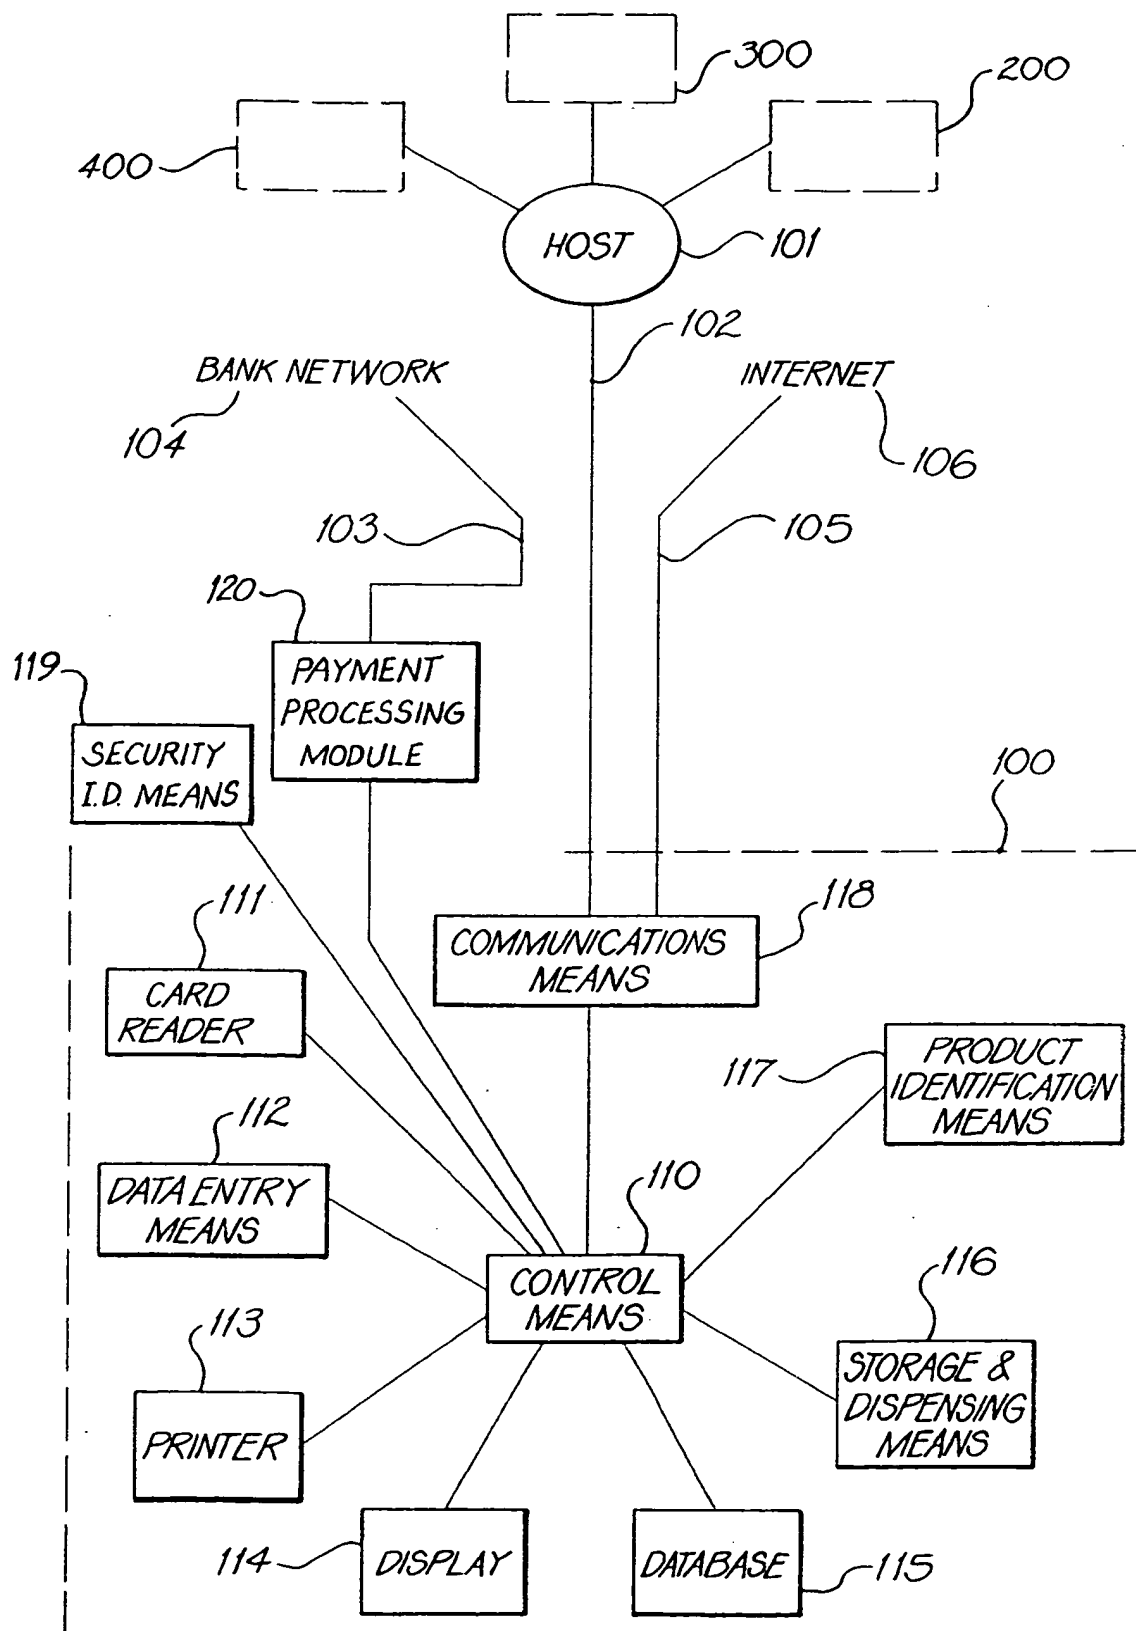 300
200
400
HOST
101
102
BANK NETWORK
INTERNET
104
106
103
105
120
119
PAYMENT
PROCESSING
MODULE
SECURITY
I.D. MEANS
100
111
118
COMMUNICATIONS
MEANS
CARD
READER
117
PRODUCT
IDENTIFICATION
MEANS
112
DATA ENTRY
MEANS
110
CONTROL
MEANS
116
113
STORAGE &
DISPENSING
MEANS
PRINTER
114
DISPLAY
DATABASE
115